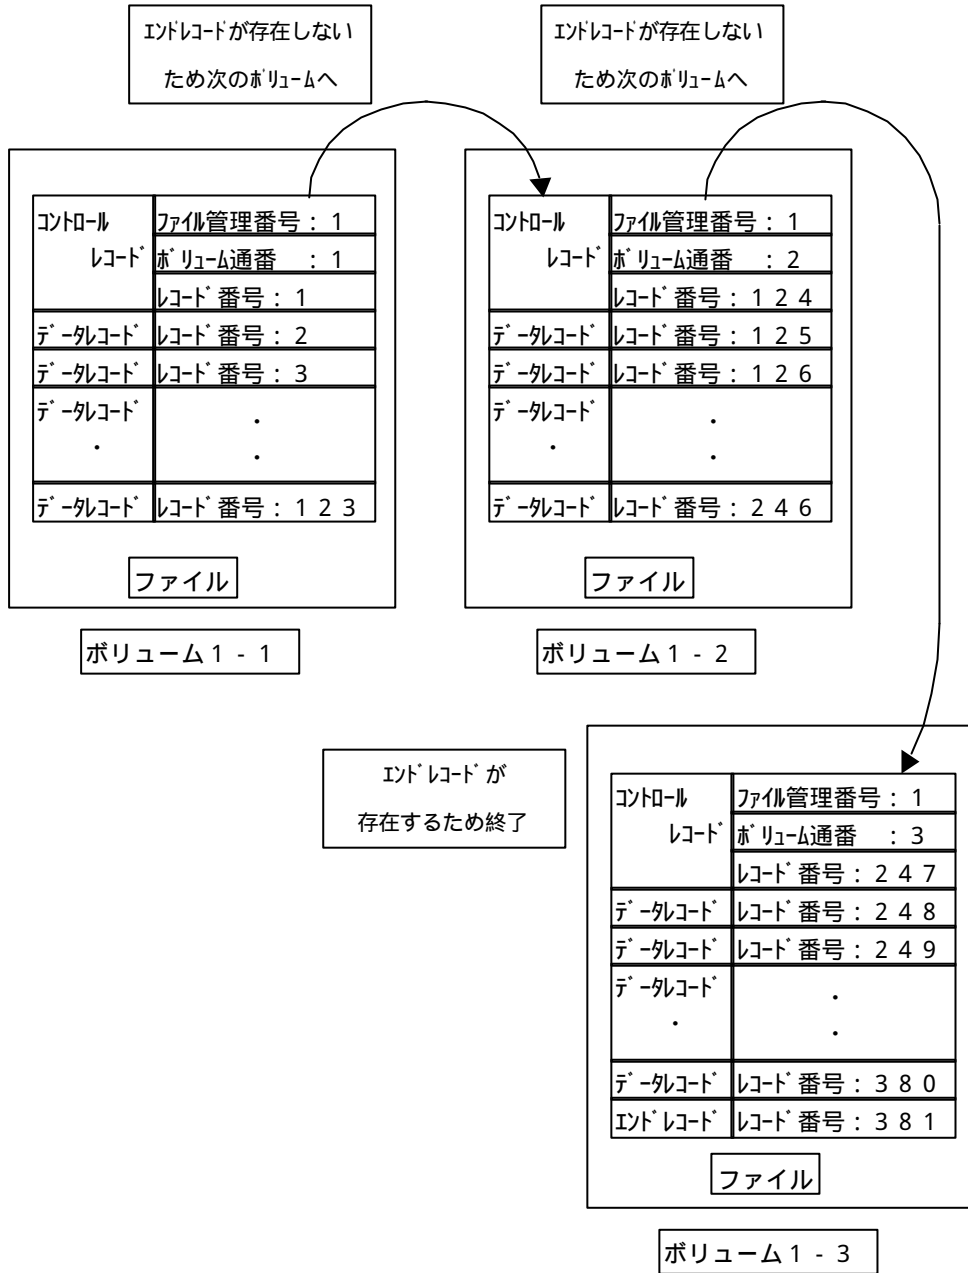 ｴﾝﾄﾞﾚｺｰﾄﾞが存在しない
ため次のﾎﾞﾘｭｰﾑへ
ｴﾝﾄﾞﾚｺｰﾄﾞが存在しない
ため次のﾎﾞﾘｭｰﾑへ
ｺﾝﾄﾛｰﾙ
ﾚｺｰﾄﾞ
ﾌｧｲﾙ管理番号：１
ﾎﾞﾘｭｰﾑ通番　：１
ﾚｺｰﾄﾞ番号：１
ﾃﾞｰﾀﾚｺｰﾄﾞ ﾚｺｰﾄﾞ番号：２
ﾃﾞｰﾀﾚｺｰﾄﾞ ﾚｺｰﾄﾞ番号：３
ﾃﾞｰﾀﾚｺｰﾄﾞ ・
・ ・
ﾃﾞｰﾀﾚｺｰﾄﾞ ﾚｺｰﾄﾞ番号：１２３
ファイル
ボリューム１‐１
ｺﾝﾄﾛｰﾙ
ﾚｺｰﾄﾞ
ﾌｧｲﾙ管理番号：１
ﾎﾞﾘｭｰﾑ通番　：２
ﾚｺｰﾄﾞ番号：１２４
ﾃﾞｰﾀﾚｺｰﾄﾞ ﾚｺｰﾄﾞ番号：１２５
ﾃﾞｰﾀﾚｺｰﾄﾞ ﾚｺｰﾄﾞ番号：１２６
ﾃﾞｰﾀﾚｺｰﾄﾞ ・
・ ・
ﾃﾞｰﾀﾚｺｰﾄﾞ ﾚｺｰﾄﾞ番号：２４６
ファイル
ボリューム１‐２
ｴﾝﾄﾞﾚｺｰﾄﾞが
存在するため終了
ｺﾝﾄﾛｰﾙ
ﾚｺｰﾄﾞ
ﾌｧｲﾙ管理番号：１
ﾎﾞﾘｭｰﾑ通番　：３
ﾚｺｰﾄﾞ番号：２４７
ﾃﾞｰﾀﾚｺｰﾄﾞ ﾚｺｰﾄﾞ番号：２４８
ﾃﾞｰﾀﾚｺｰﾄﾞ ﾚｺｰﾄﾞ番号：２４９
ﾃﾞｰﾀﾚｺｰﾄﾞ ・
・ ・
ﾃﾞｰﾀﾚｺｰﾄﾞ ﾚｺｰﾄﾞ番号：３８０
ｴﾝﾄﾞﾚｺｰﾄﾞ ﾚｺｰﾄﾞ番号：３８１
ファイル
ボリューム１‐３